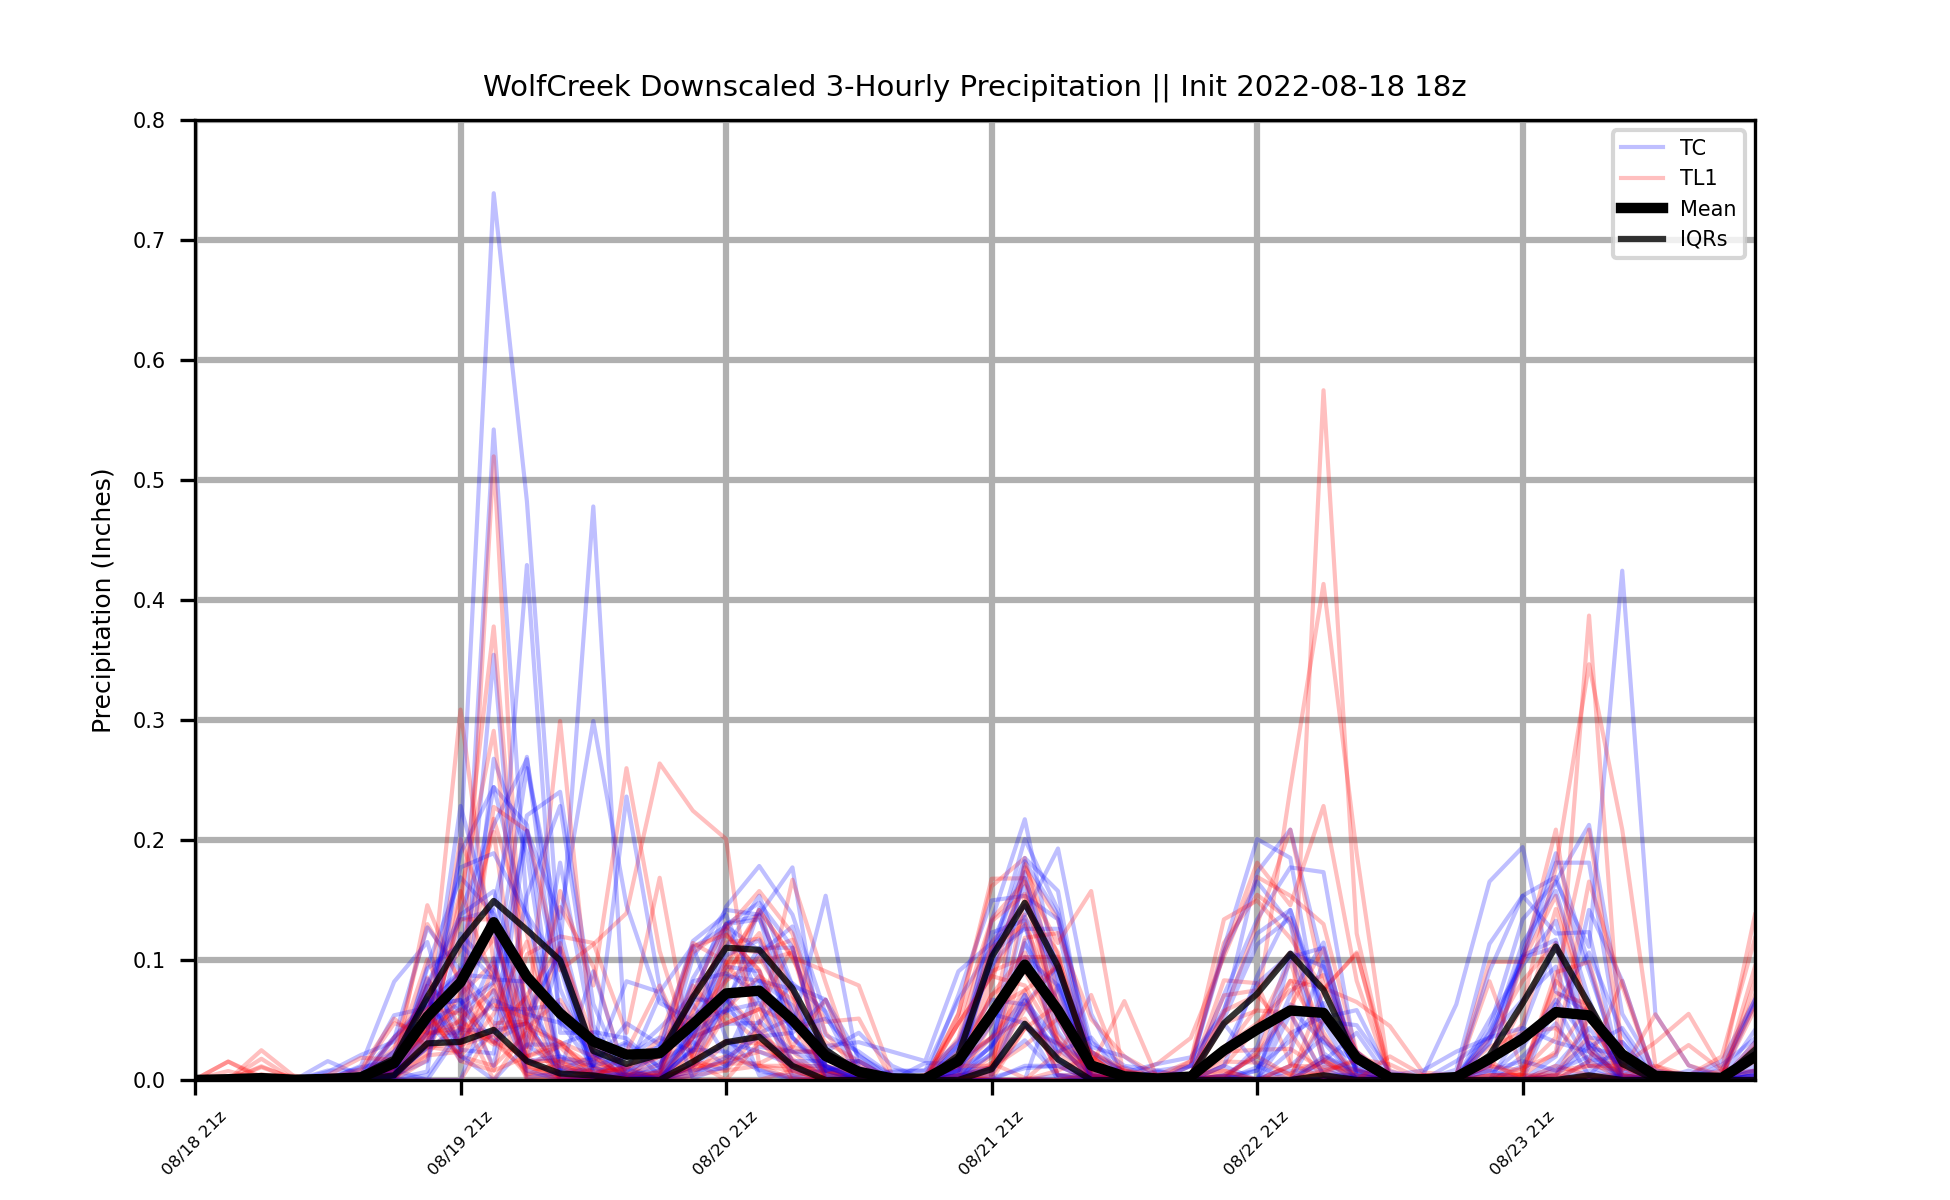 WolfCreek Downscaled 3-Hourly Precipitation || Init 2022-08-18 18z
Precipitation (Inches)
0.8
0.7
0.6
0.5
0.4
0.3
0.2
0.1
0.0
TC
TL1
Mean
IQRs
08/18 21z
08/19 21z
08/20 21z
08/21 21z
08/22 21z
08/23 21z